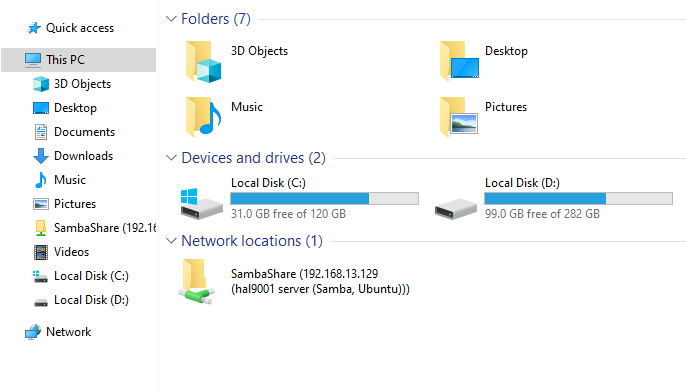 Quick access
This PC
3D Objects
Desktop
Documents
Downloads
Music
Pictures
SambaShare (192.16
Videos
Local Disk (C:)
Local Disk (D:)
Network
Folders (7)
3D Objects
Desktop
Music
Pictures
Devices and drives (2)
Local Disk (C:)
31.0 GB free of 120 GB
Local Disk (D:)
99.0 GB free of 282 GB
Network locations (1)
SambaShare (192.168.13.129
(hal9001 server (Samba, Ubuntu)))